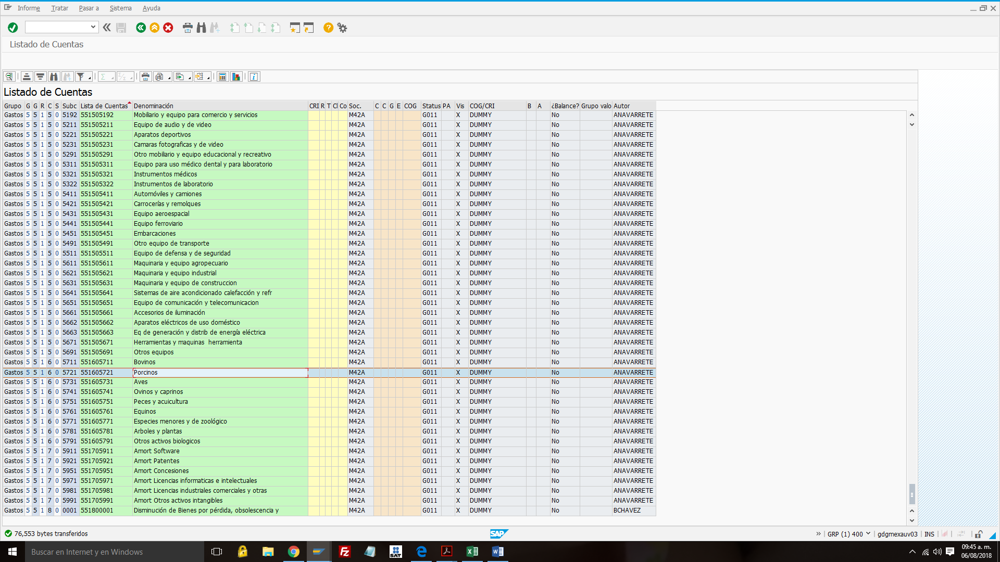 Informe Tratar Pasar a Sistema Ayuda
Listado de Cuentas
Listado de Cuentas
Grupo G G R C S Subc Lista de Cuentas Denominación CRI R T Cl Co Soc. C C G E COG Status PA Vis COG/CRI B A ¿Balance? Grupo valo Autor
Gastos 5 5 1 5 0 5192 551505192 Mobiliario y equipo para comercio y servicios M42A G011 X DUMMY No ANAVARRETE
Gastos 5 5 1 5 0 5211 551505211 Equipo de audio y de video M42A G011 X DUMMY No ANAVARRETE
Gastos 5 5 1 5 0 5221 551505221 Aparatos deportivos M42A G011 X DUMMY No ANAVARRETE
Gastos 5 5 1 5 0 5231 551505231 Camaras fotograficas y de video M42A G011 X DUMMY No ANAVARRETE
Gastos 5 5 1 5 0 5291 551505291 Otro mobiliario y equipo educacional y recreativo M42A G011 X DUMMY No ANAVARRETE
Gastos 5 5 1 5 0 5311 551505311 Equipo para uso médico dental y para laboratorio M42A G011 X DUMMY No ANAVARRETE
Gastos 5 5 1 5 0 5321 551505321 Instrumentos médicos M42A G011 X DUMMY No ANAVARRETE
Gastos 5 5 1 5 0 5322 551505322 Instrumentos de laboratorio M42A G011 X DUMMY No ANAVARRETE
Gastos 5 5 1 5 0 5411 551505411 Automóviles y camiones M42A G011 X DUMMY No ANAVARRETE
Gastos 5 5 1 5 0 5421 551505421 Carrocerías y remolques M42A G011 X DUMMY No ANAVARRETE
Gastos 5 5 1 5 0 5431 551505431 Equipo aeroespacial M42A G011 X DUMMY No ANAVARRETE
Gastos 5 5 1 5 0 5441 551505441 Equipo ferroviario M42A G011 X DUMMY No ANAVARRETE
Gastos 5 5 1 5 0 5451 551505451 Embarcaciones M42A G011 X DUMMY No ANAVARRETE
Gastos 5 5 1 5 0 5491 551505491 Otro equipo de transporte M42A G011 X DUMMY No ANAVARRETE
Gastos 5 5 1 5 0 5511 551505511 Equipo de defensa y de seguridad M42A G011 X DUMMY No ANAVARRETE
Gastos 5 5 1 5 0 5611 551505611 Maquinaria y equipo agropecuario M42A G011 X DUMMY No ANAVARRETE
Gastos 5 5 1 5 0 5621 551505621 Maquinaria y equipo industrial M42A G011 X DUMMY No ANAVARRETE
Gastos 5 5 1 5 0 5631 551505631 Maquinaria y equipo de construccion M42A G011 X DUMMY No ANAVARRETE
Gastos 5 5 1 5 0 5641 551505641 Sistemas de aire acondicionado calefacción y refr M42A G011 X DUMMY No ANAVARRETE
Gastos 5 5 1 5 0 5651 551505651 Equipo de comunicación y telecomunicacion M42A G011 X DUMMY No ANAVARRETE
Gastos 5 5 1 5 0 5661 551505661 Accesorios de iluminación M42A G011 X DUMMY No ANAVARRETE
Gastos 5 5 1 5 0 5662 551505662 Aparatos eléctricos de uso doméstico M42A G011 X DUMMY No ANAVARRETE
Gastos 5 5 1 5 0 5663 551505663 Eq de generación y distrib de energía eléctrica M42A G011 X DUMMY No ANAVARRETE
Gastos 5 5 1 5 0 5671 551505671 Herramientas y maquinas herramienta M42A G011 X DUMMY No ANAVARRETE
Gastos 5 5 1 5 0 5691 551505691 Otros equipos M42A G011 X DUMMY No ANAVARRETE
Gastos 5 5 1 6 0 5711 551605711 Bovinos M42A G011 X DUMMY No ANAVARRETE
Gastos 5 5 1 6 0 5721 551605721 Porcinos M42A G011 X DUMMY No ANAVARRETE
Gastos 5 5 1 6 0 5731 551605731 Aves M42A G011 X DUMMY No ANAVARRETE
Gastos 5 5 1 6 0 5741 551605741 Ovinos y caprinos M42A G011 X DUMMY No ANAVARRETE
Gastos 5 5 1 6 0 5751 551605751 Peces y acuicultura M42A G011 X DUMMY No ANAVARRETE
Gastos 5 5 1 6 0 5761 551605761 Equinos M42A G011 X DUMMY No ANAVARRETE
Gastos 5 5 1 6 0 5771 551605771 Especies menores y de zoológico M42A G011 X DUMMY No ANAVARRETE
Gastos 5 5 1 6 0 5781 551605781 Arboles y plantas M42A G011 X DUMMY No ANAVARRETE
Gastos 5 5 1 6 0 5791 551605791 Otros activos biologicos M42A G011 X DUMMY No ANAVARRETE
Gastos 5 5 1 7 0 5911 551705911 Amort Software M42A G011 X DUMMY No ANAVARRETE
Gastos 5 5 1 7 0 5921 551705921 Amort Patentes M42A G011 X DUMMY No ANAVARRETE
Gastos 5 5 1 7 0 5951 551705951 Amort Concesiones M42A G011 X DUMMY No ANAVARRETE
Gastos 5 5 1 7 0 5971 551705971 Amort Licencias informaticas e intelectuales M42A G011 X DUMMY No ANAVARRETE
Gastos 5 5 1 7 0 5981 551705981 Amort Licencias industriales comerciales y otras M42A G011 X DUMMY No ANAVARRETE
Gastos 5 5 1 7 0 5991 551705991 Amort Otros activos intangibles M42A G011 X DUMMY No ANAVARRETE
Gastos 5 5 1 8 0 0001 551800001 Disminución de Bienes por pérdida, obsolescencia y M42A G011 X DUMMY No BCHAVEZ
76,553 bytes transferidos SAP GRP (1) 400 gdgmexauv03 INS
Buscar en Internet y en Windows SAT 09:45 a. m.
06/08/2018